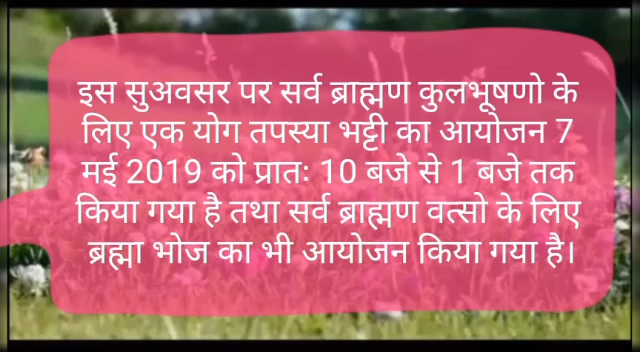 इस सुअवसर पर सर्व ब्राह्मण कुलभूषणो के
लिए एक योग तपस्या भट्टी का आयोजन 7
मई 2019 को प्रातः 10 बजे से 1 बजे तक
किया गया है तथा सर्व ब्राह्मण वत्सो के लिए
ब्रह्मा भोज का भी आयोजन किया गया है।